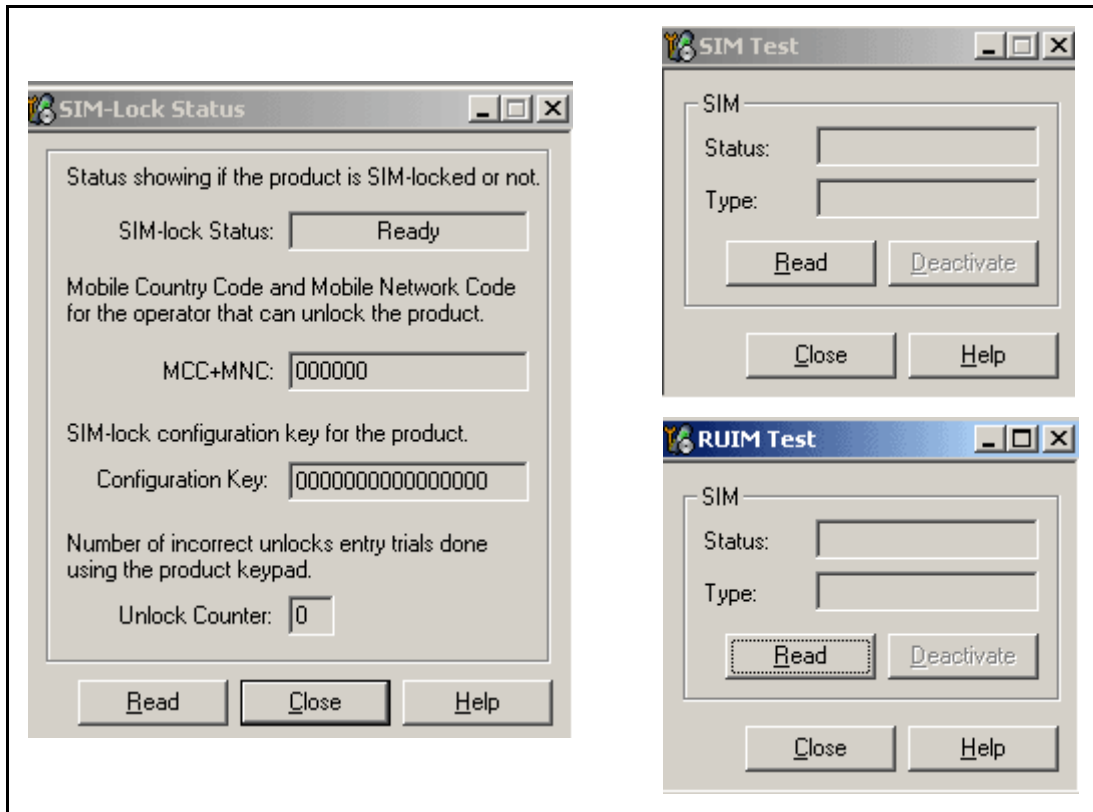 SIM-Lock Status
Status showing if the product is SIM-locked or not.
SIM-lock Status: Ready
Mobile Country Code and Mobile Network Code
for the operator that can unlock the product.
MCC+MNC: 000000
SIM-lock configuration key for the product.
Configuration Key: 0000000000000000
Number of incorrect unlocks entry trials done
using the product keypad.
Unlock Counter: 0
Read Close Help
SIM Test
SIM
Status:
Type:
Read Deactivate
Close Help
RUIM Test
SIM
Status:
Type:
Read Deactivate
Close Help